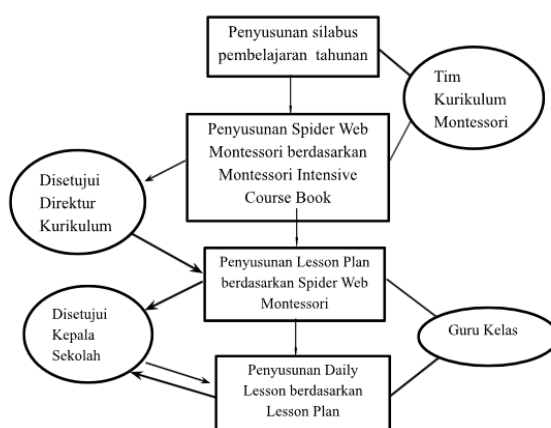 Penyusunan silabus
pembelajaran tahunan
Tim
Kurikulum
Montessori
Penyusunan Spider Web
Montessori berdasarkan
Montessori Intensive
Course Book
Disetujui
Direktur
Kurikulum
Penyusunan Lesson Plan
berdasarkan Spider Web
Montessori
Disetujui
Kepala
Sekolah
Guru Kelas
Penyusunan Daily
Lesson berdasarkan
Lesson Plan